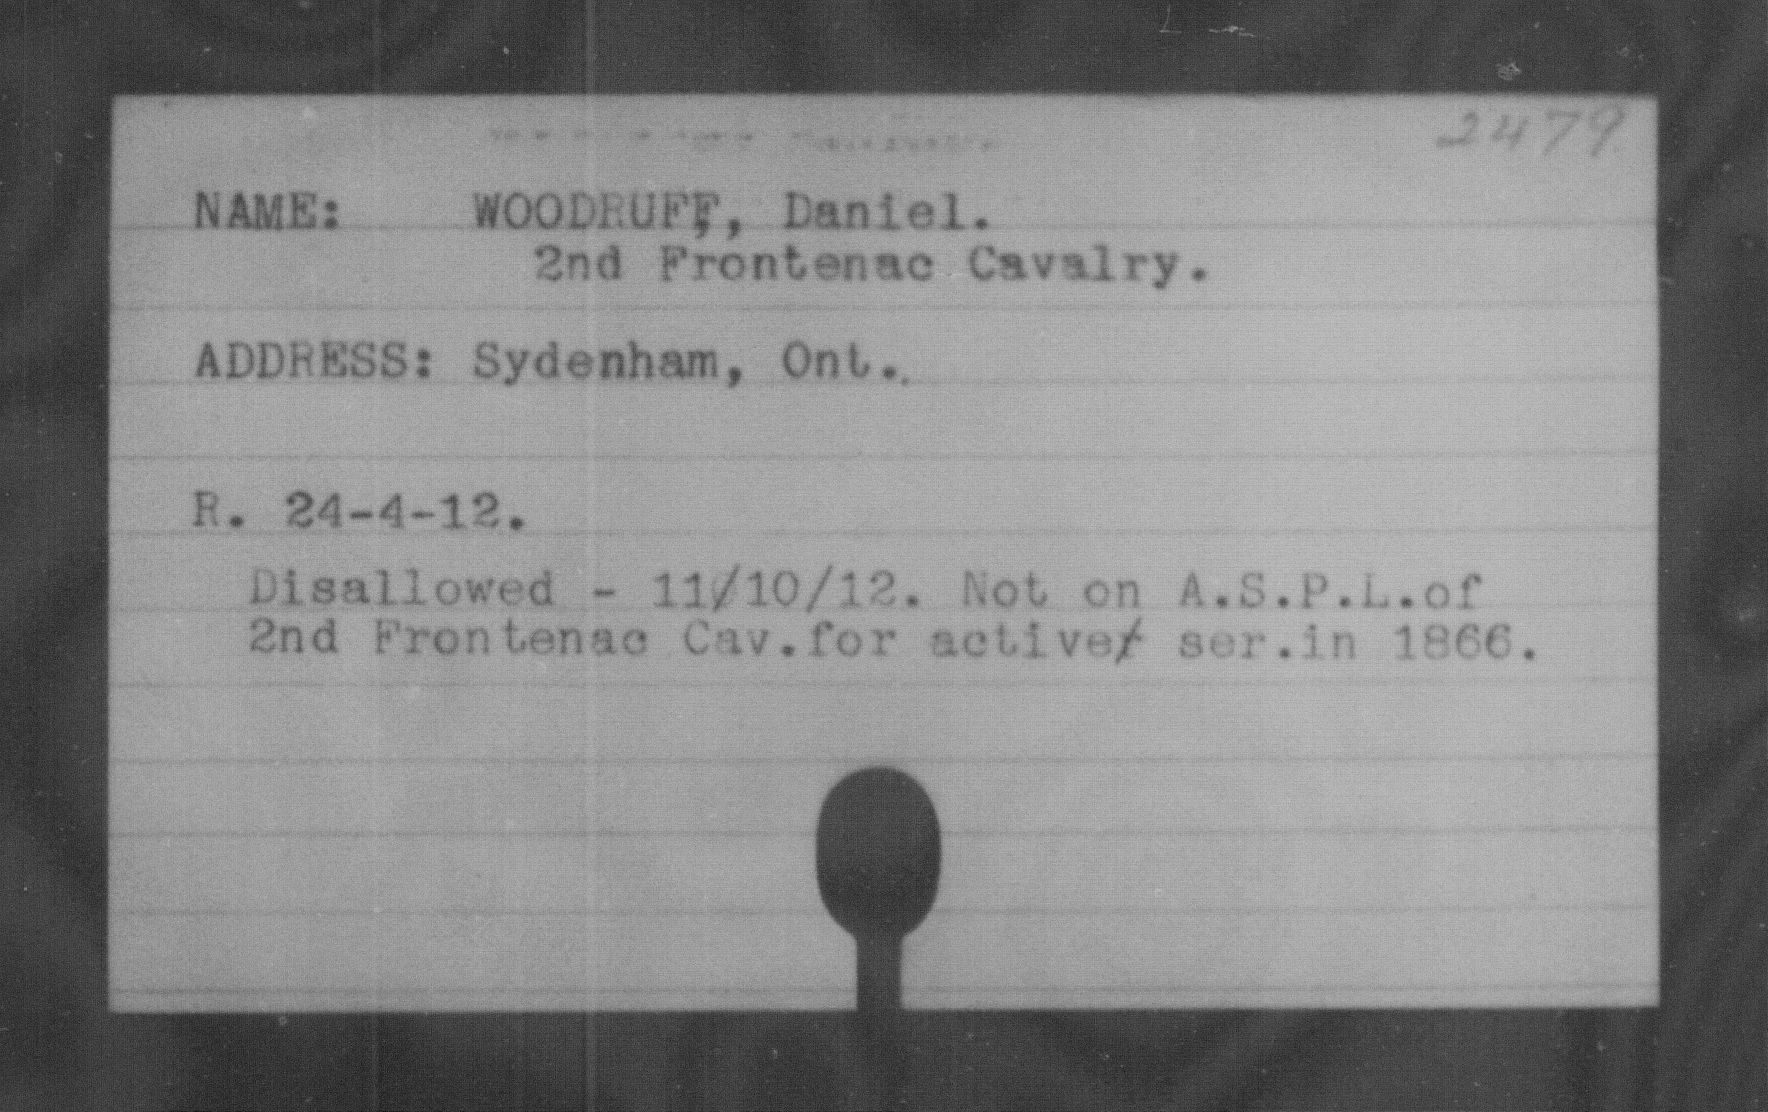 2479
NAME: WOODRUFF, Daniel.
2nd Frontenac Cavalry.
ADDRESS: Sydenham, Ont.
R. 24-4-12.
Disallowed - 11/10/12. Not on A.S.P.L.of
2nd Frontenac Cav.for active ser.in 1866.